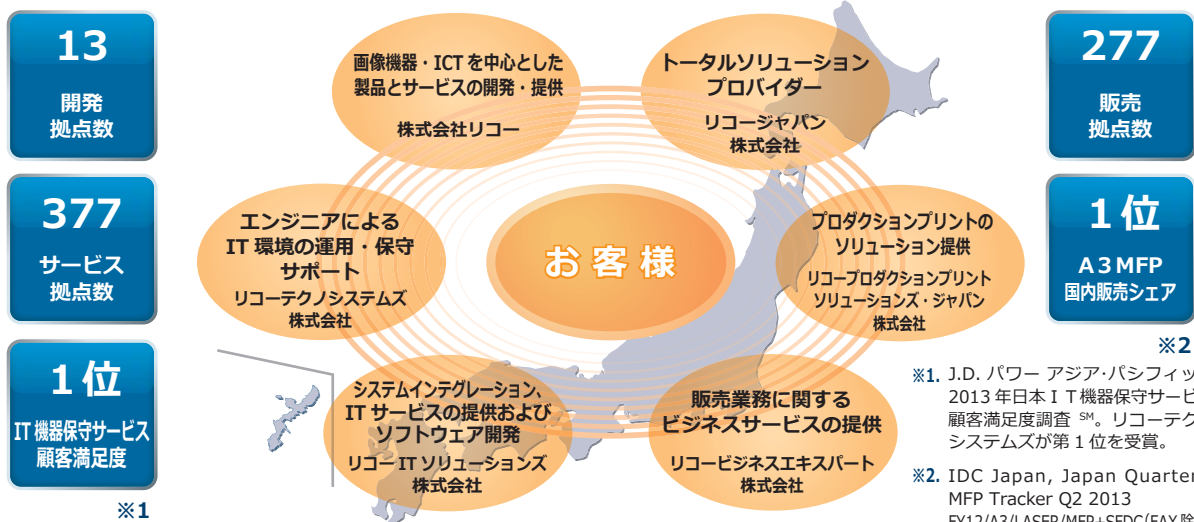 13
開発
拠点数
377
サービス
拠点数
1位
IT 機器保守サービス
顧客満足度
※1
画像機器・ICT を中心とした
製品とサービスの開発・提供
株式会社リコー
トータルソリューション
プロバイダー
リコージャパン
株式会社
エンジニアによる
IT 環境の運用・保守
サポート
リコーテクノシステムズ
株式会社
お客様
プロダクションプリントの
ソリューション提供
リコープロダクションプリント
ソリューションズ・ジャパン
株式会社
システムインテグレーション、
IT サービスの提供および
ソフトウェア開発
リコー IT ソリューションズ
株式会社
販売業務に関する
ビジネスサービスの提供
リコービジネスエキスパート
株式会社
277
販売
拠点数
1位
A3 MFP
国内販売シェア
※2
※1. J.D. パワー アジア・パシフィッ
2013 年日本 IT機器保守サービ
顧客満足度調査 ℠。リコーテク
システムズが第 1 位を受賞。
※2. IDC Japan, Japan Quarter
MFP Tracker Q2 2013
FY12/A3/LASER/MFP+SFDC(FAX 除